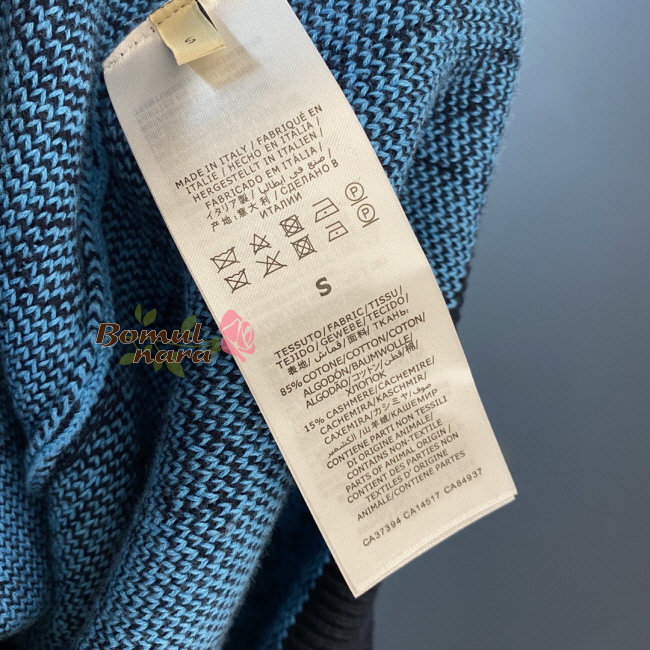 S
MADE IN ITALY / FABRIQUÉ EN
ITALIE / HECHO EN ITALIA /
HERGESTELLT IN ITALIEN /
FABRICADO EM ITÁLIA /
イタリア製 / صنع في إيطاليا /
产地:意大利 / СДЕЛАНО В
ИТАЛИИ
P
P
S
TESSUTO / FABRIC / TISSU /
TEJIDO / GEWEBE / TECIDO /
表地 / قماش / 面料 / ТКАНЬ
85% COTONE / COTTON / COTON /
ALGODÓN / BAUMWOLLE /
ALGODÃO / コットン / قطن / 棉 /
ХЛОПОК
15% CASHMERE / CACHEMIRE /
CACHEMIRA / KASCHMIR /
CAXEMIRA / カシミヤ / صوف
الكشمير / 山羊绒 / КАШЕМИР
CONTIENE PARTI NON TESSILI
DI ORIGINE ANIMALE /
CONTAINS NON-TEXTILE
PARTS OF ANIMAL ORIGIN /
CONTIENT DES PARTIES NON
TEXTILES D'ORIGINE
ANIMALE / CONTIENE PARTES
CA37394 CA14517 CA84937
Bomul
nara